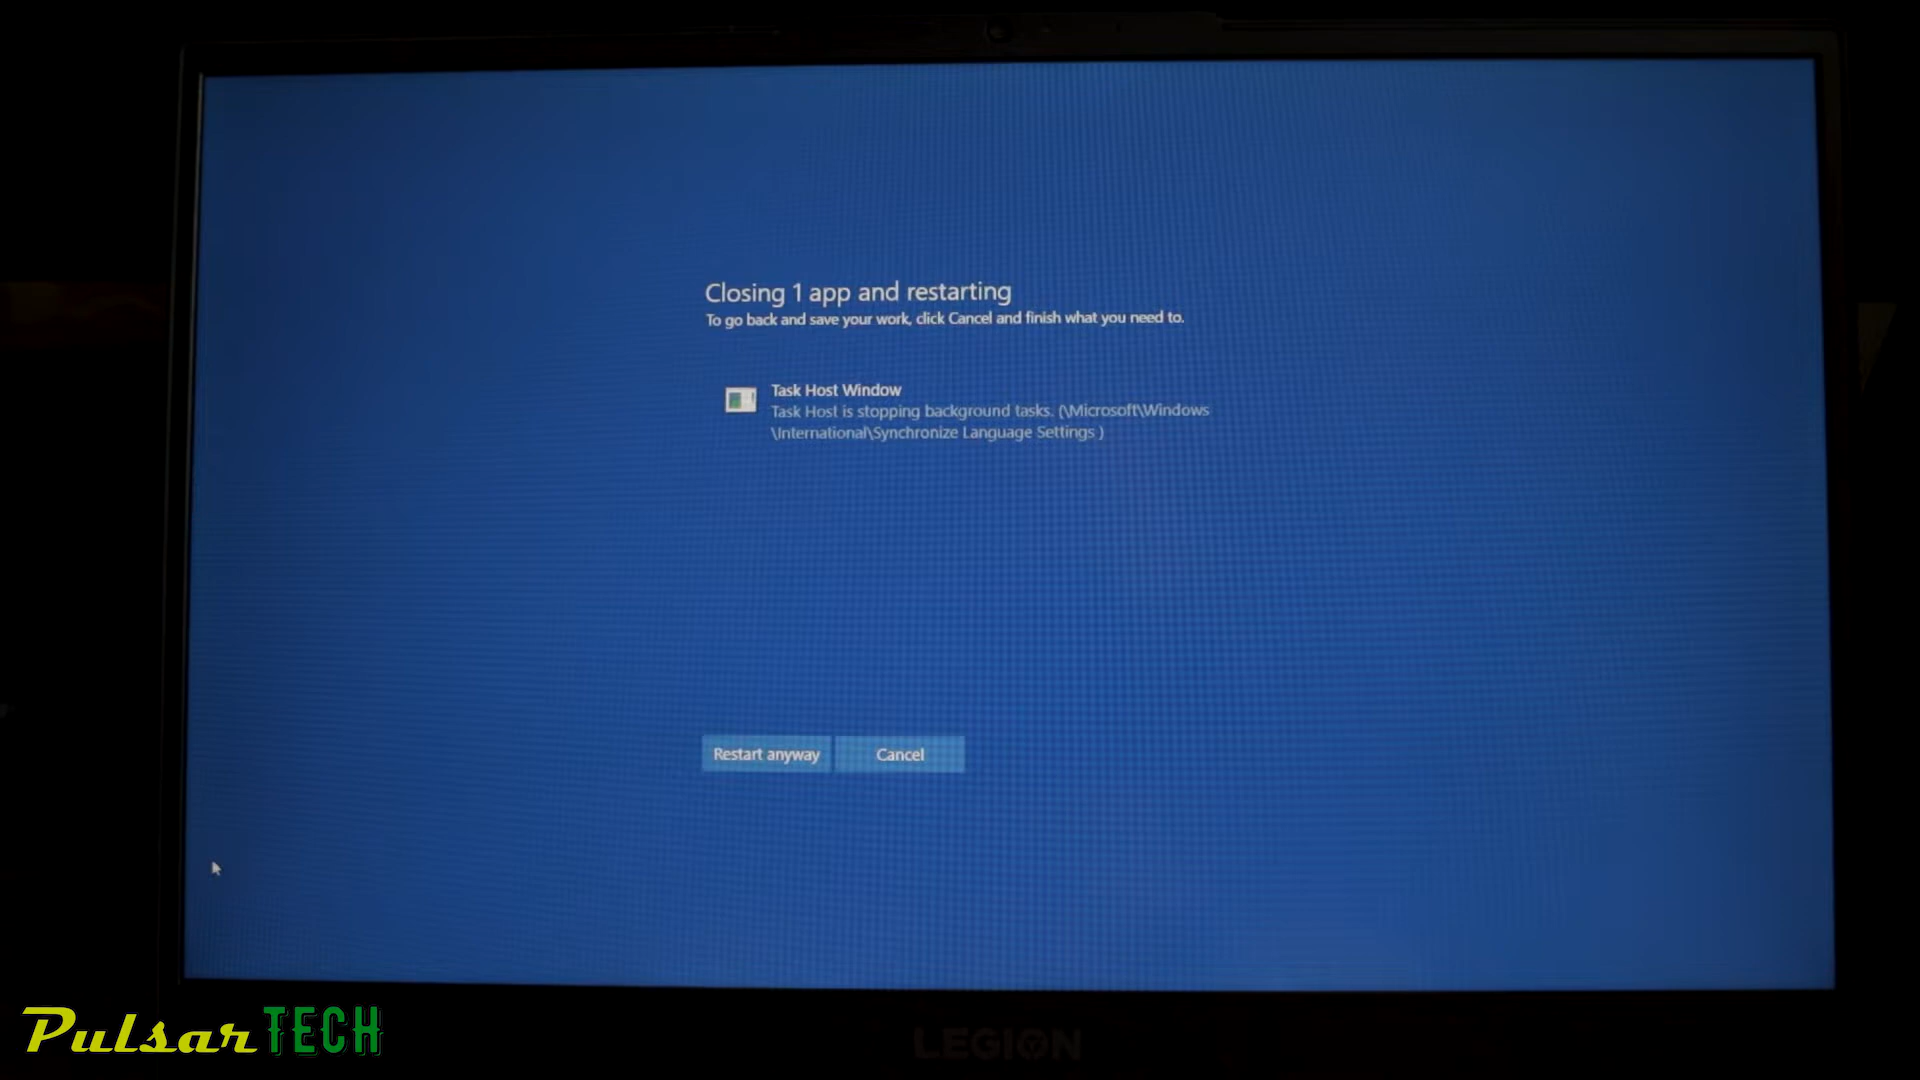 Closing 1 app and restarting
To go back and save your work, click Cancel and finish what you need to.
Task Host Window
Task Host is stopping background tasks. (\Microsoft\Windows
\International\Synchronize Language Settings )
Restart anyway
Cancel
PulsarTECH
LEGION